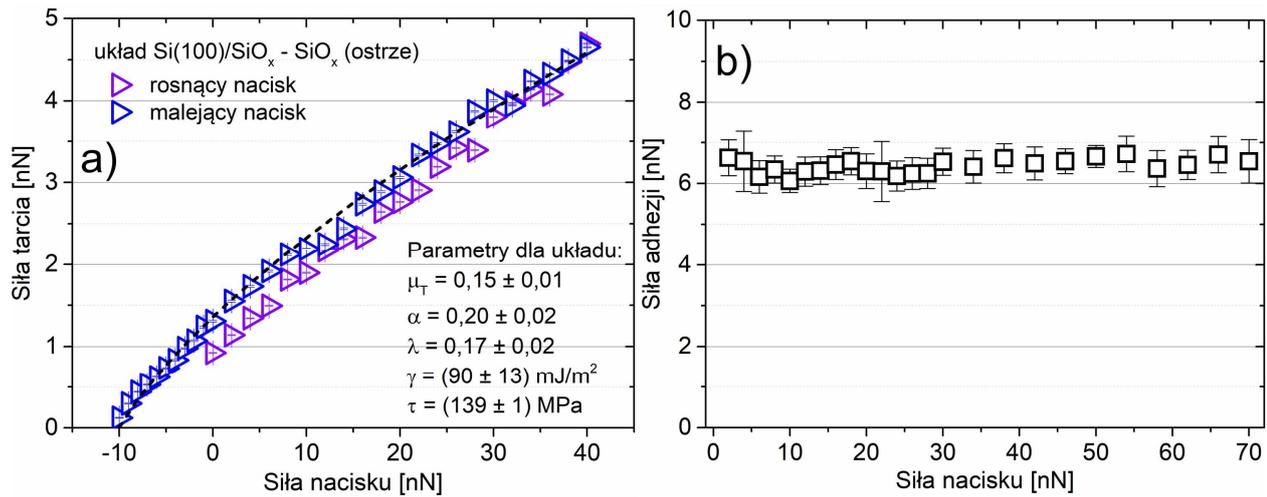 a)
układ Si(100)/SiOx - SiOx (ostrze)
rosnący nacisk
malejący nacisk
Parametry dla układu:
μT = 0,15 ± 0,01
α = 0,20 ± 0,02
λ = 0,17 ± 0,02
γ = (90 ± 13) mJ/m²
τ = (139 ± 1) MPa
Siła tarcia [nN]
5
4
3
2
1
0
-10 0 10 20 30 40
Siła nacisku [nN]
b)
Siła adhezji [nN]
10
8
6
4
2
0
0 10 20 30 40 50 60 70
Siła nacisku [nN]